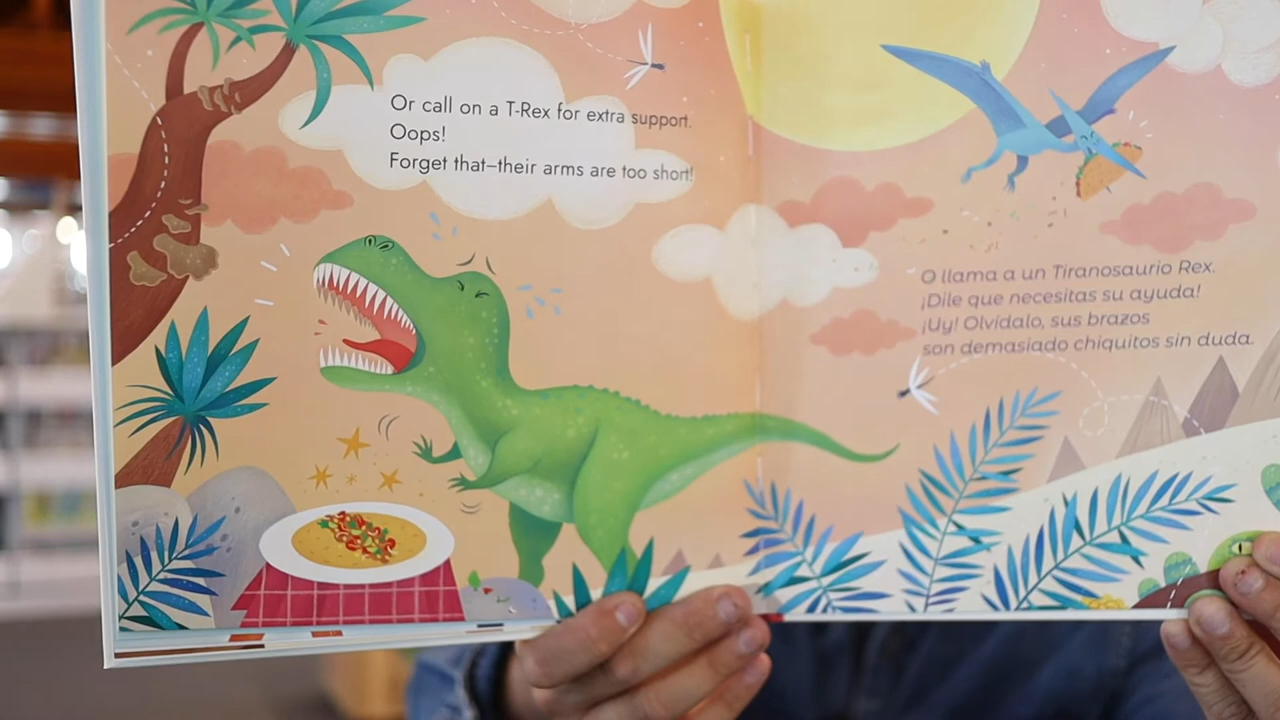 Or call on a T-Rex for extra support.
Oops!
Forget that–their arms are too short!
O llama a un Tiranosaurio Rex.
¡Dile que necesitas su ayuda!
¡Uy! Olvídalo, sus brazos
son demasiado chiquitos sin duda.